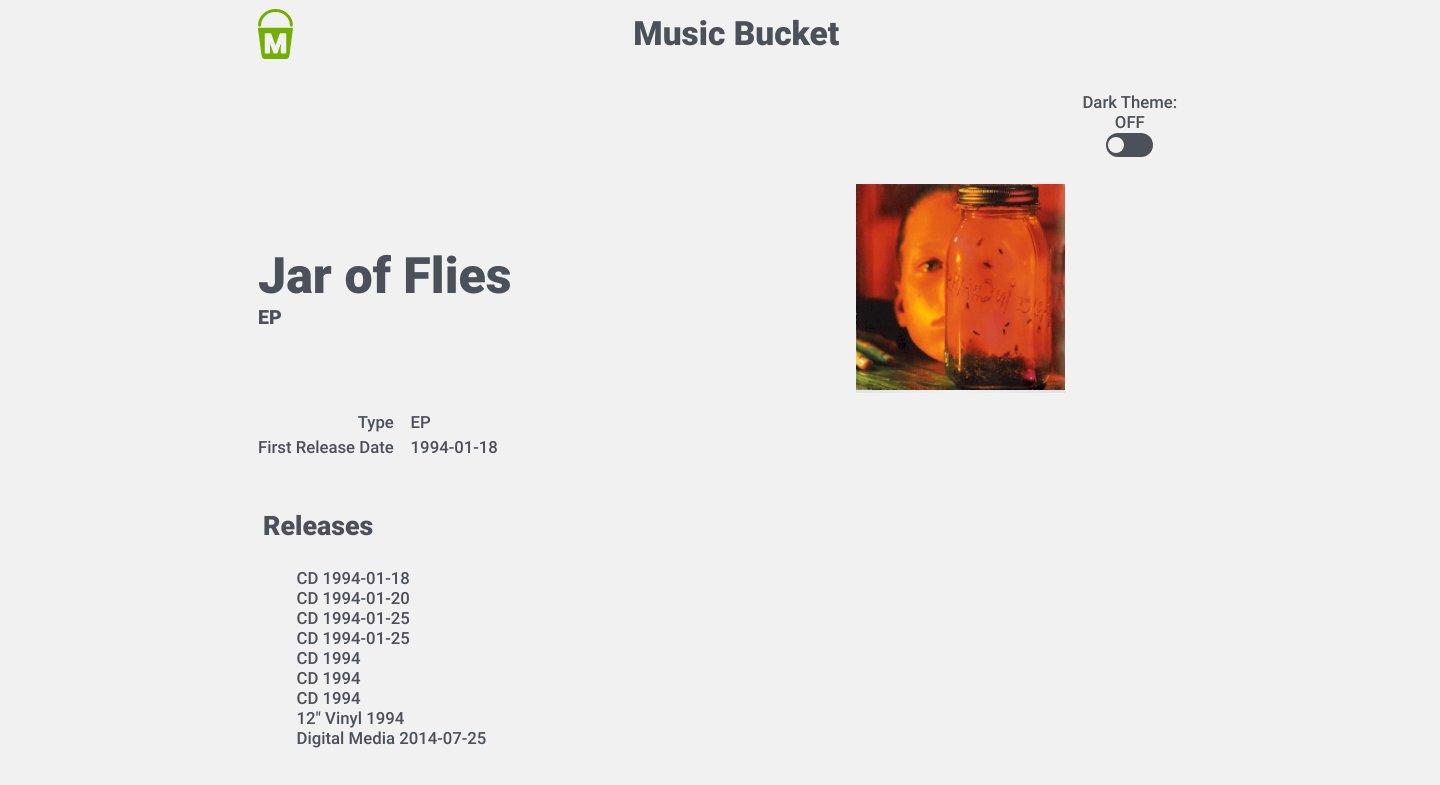 M
Music Bucket
Dark Theme:
OFF
Jar of Flies
EP
Type EP
First Release Date 1994-01-18
Releases
CD 1994-01-18
CD 1994-01-20
CD 1994-01-25
CD 1994-01-25
CD 1994
CD 1994
CD 1994
12" Vinyl 1994
Digital Media 2014-07-25